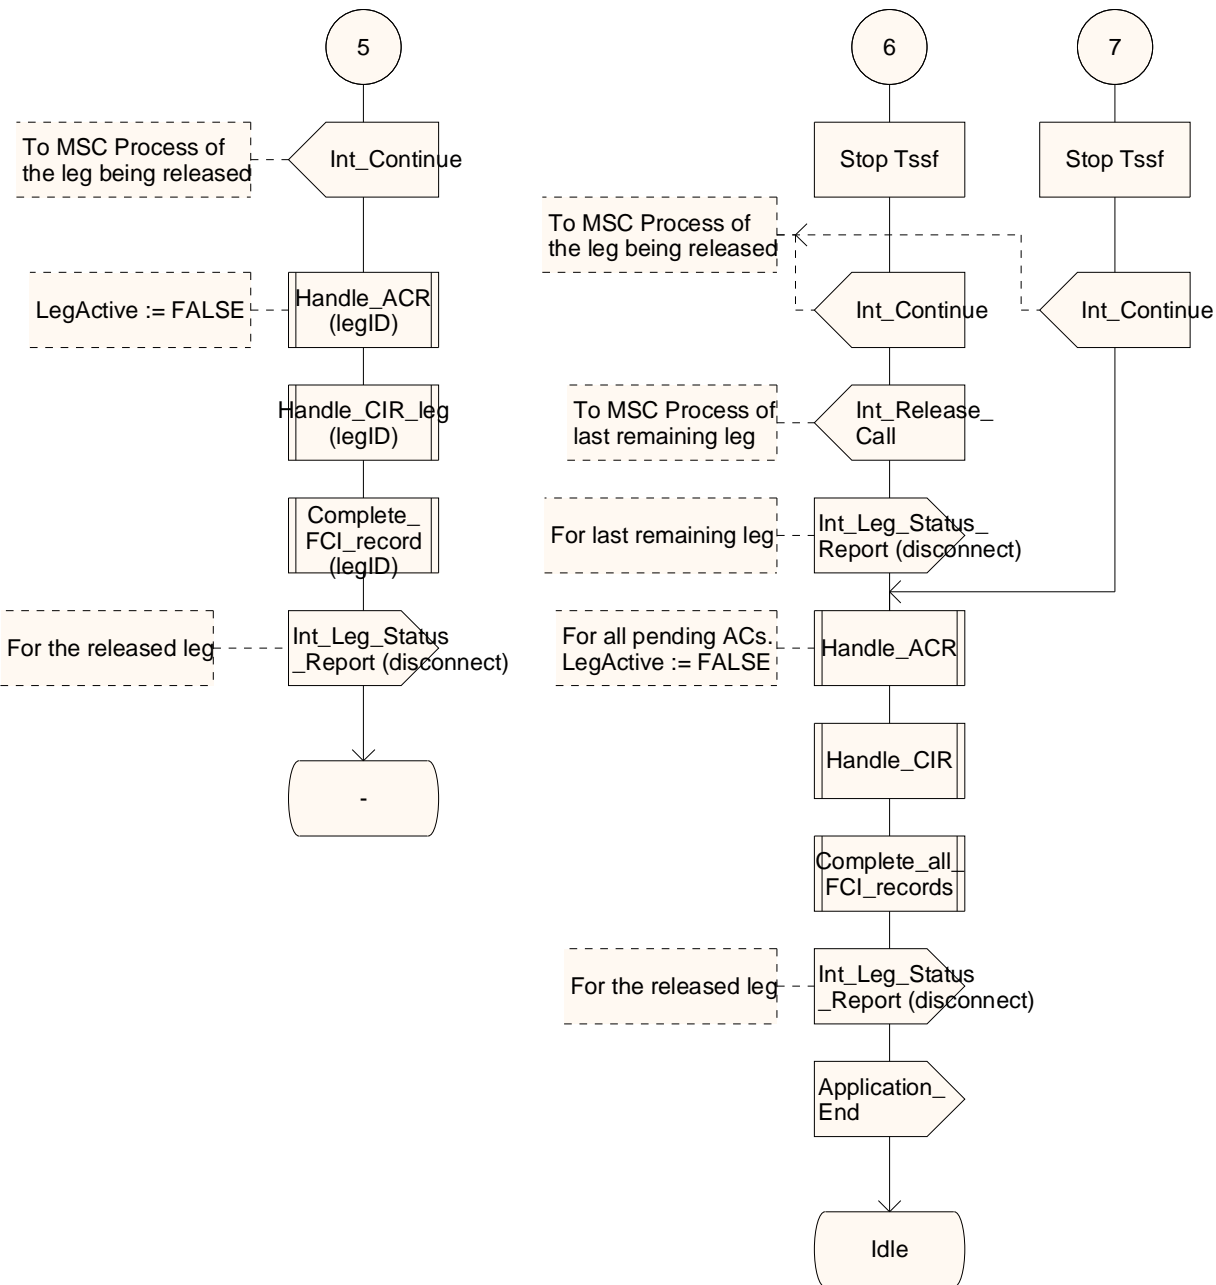 5
To MSC Process of
the leg being released
Int_Continue
LegActive := FALSE
Handle_ACR
(legID)
Handle_CIR_leg
(legID)
Complete_
FCI_record
(legID)
For the released leg
Int_Leg_Status
_Report (disconnect)
-
6
7
Stop Tssf
Stop Tssf
To MSC Process of
the leg being released
Int_Continue
Int_Continue
To MSC Process of
last remaining leg
Int_Release_
Call
For last remaining leg
Int_Leg_Status_
Report (disconnect)
For all pending ACs.
LegActive := FALSE
Handle_ACR
Handle_CIR
Complete_all_
FCI_records
For the released leg
Int_Leg_Status
_Report (disconnect)
Application_
End
Idle